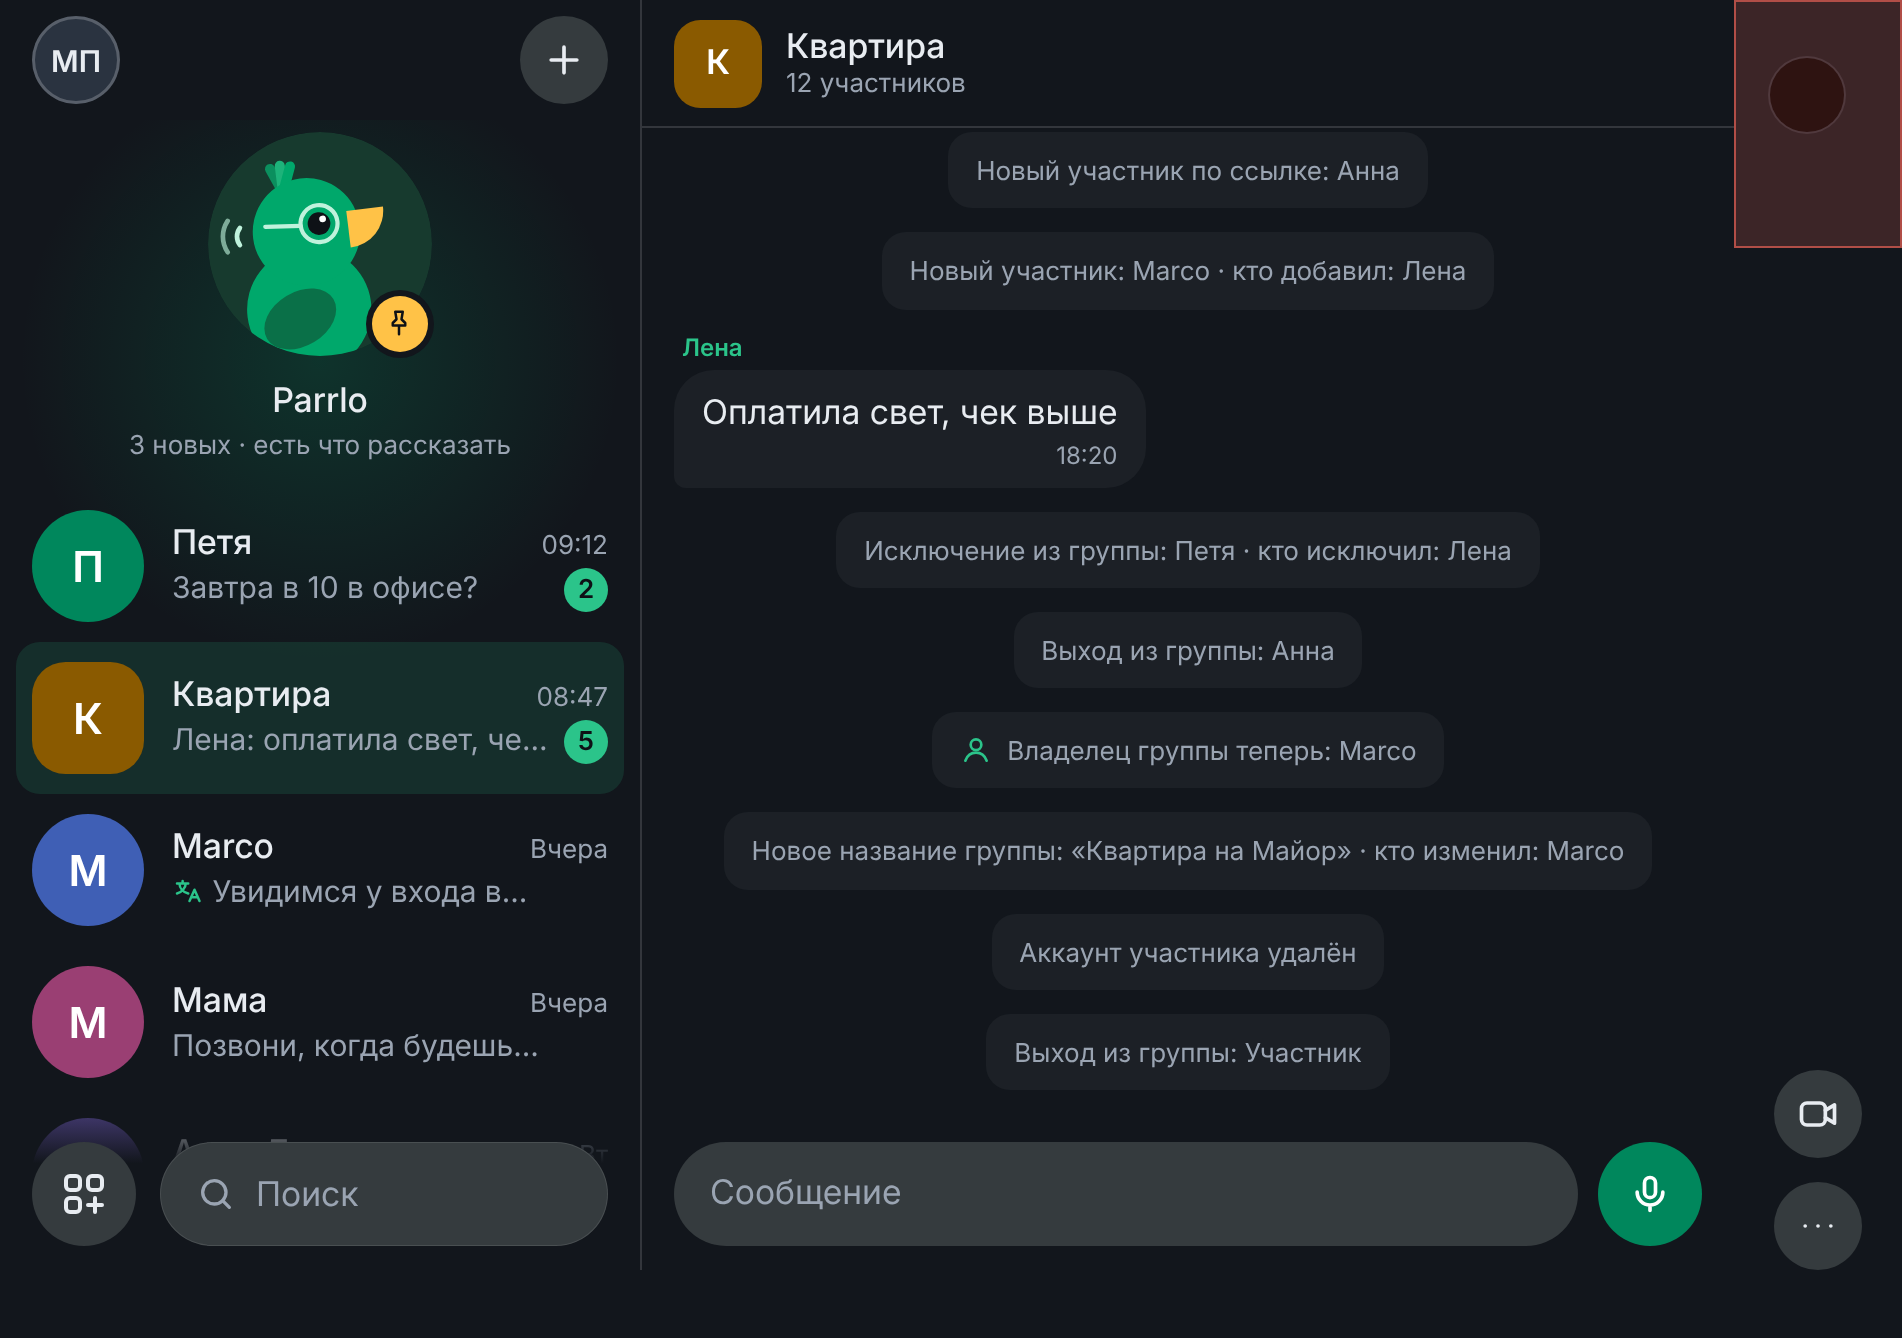 МП
Parrlo
3 новых · есть что рассказать
П
Петя
09:12
Завтра в 10 в офисе?
2
К
Квартира
08:47
Лена: оплатила свет, че...
5
M
Marco
Вчера
Увидимся у входа в...
М
Мама
Вчера
Позвони, когда будешь...
Поиск
К
Квартира
12 участников
Новый участник по ссылке: Анна
Новый участник: Marco · кто добавил: Лена
Лена
Оплатила свет, чек выше
18:20
Исключение из группы: Петя · кто исключил: Лена
Выход из группы: Анна
Владелец группы теперь: Marco
Новое название группы: «Квартира на Майор» · кто изменил: Marco
Аккаунт участника удалён
Выход из группы: Участник
Сообщение